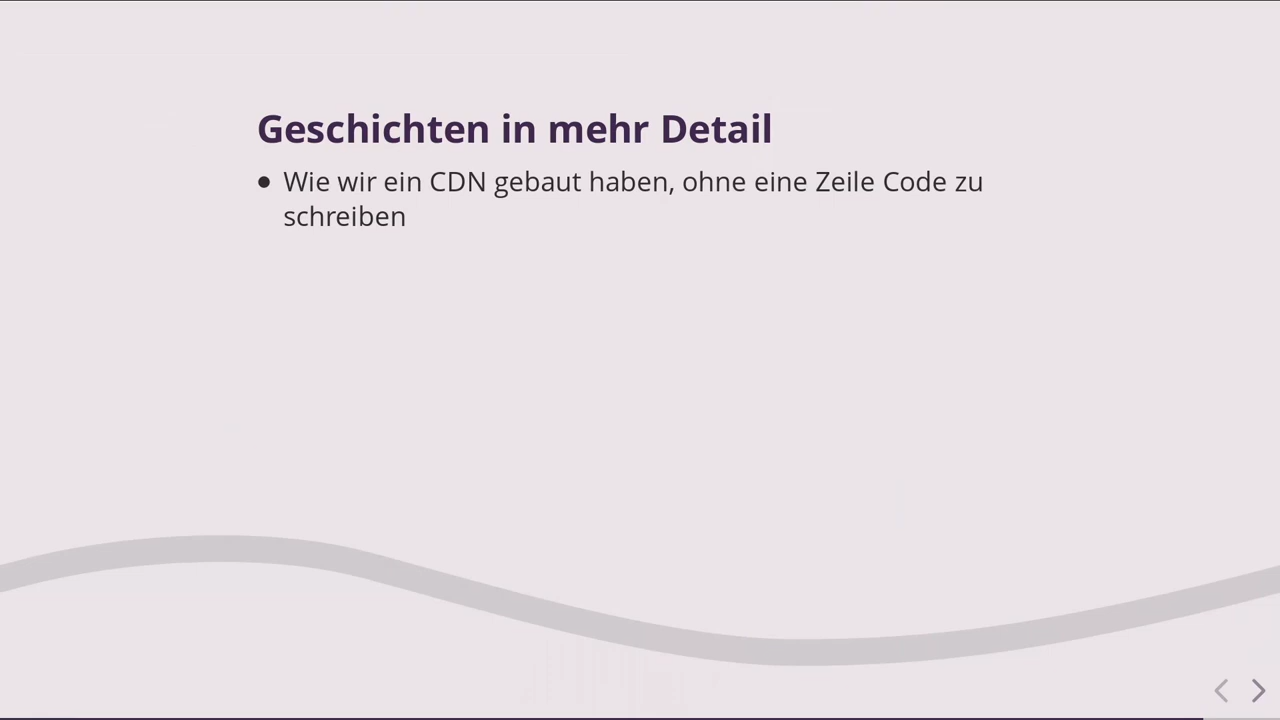 Geschichten in mehr Detail
• Wie wir ein CDN gebaut haben, ohne eine Zeile Code zu
schreiben